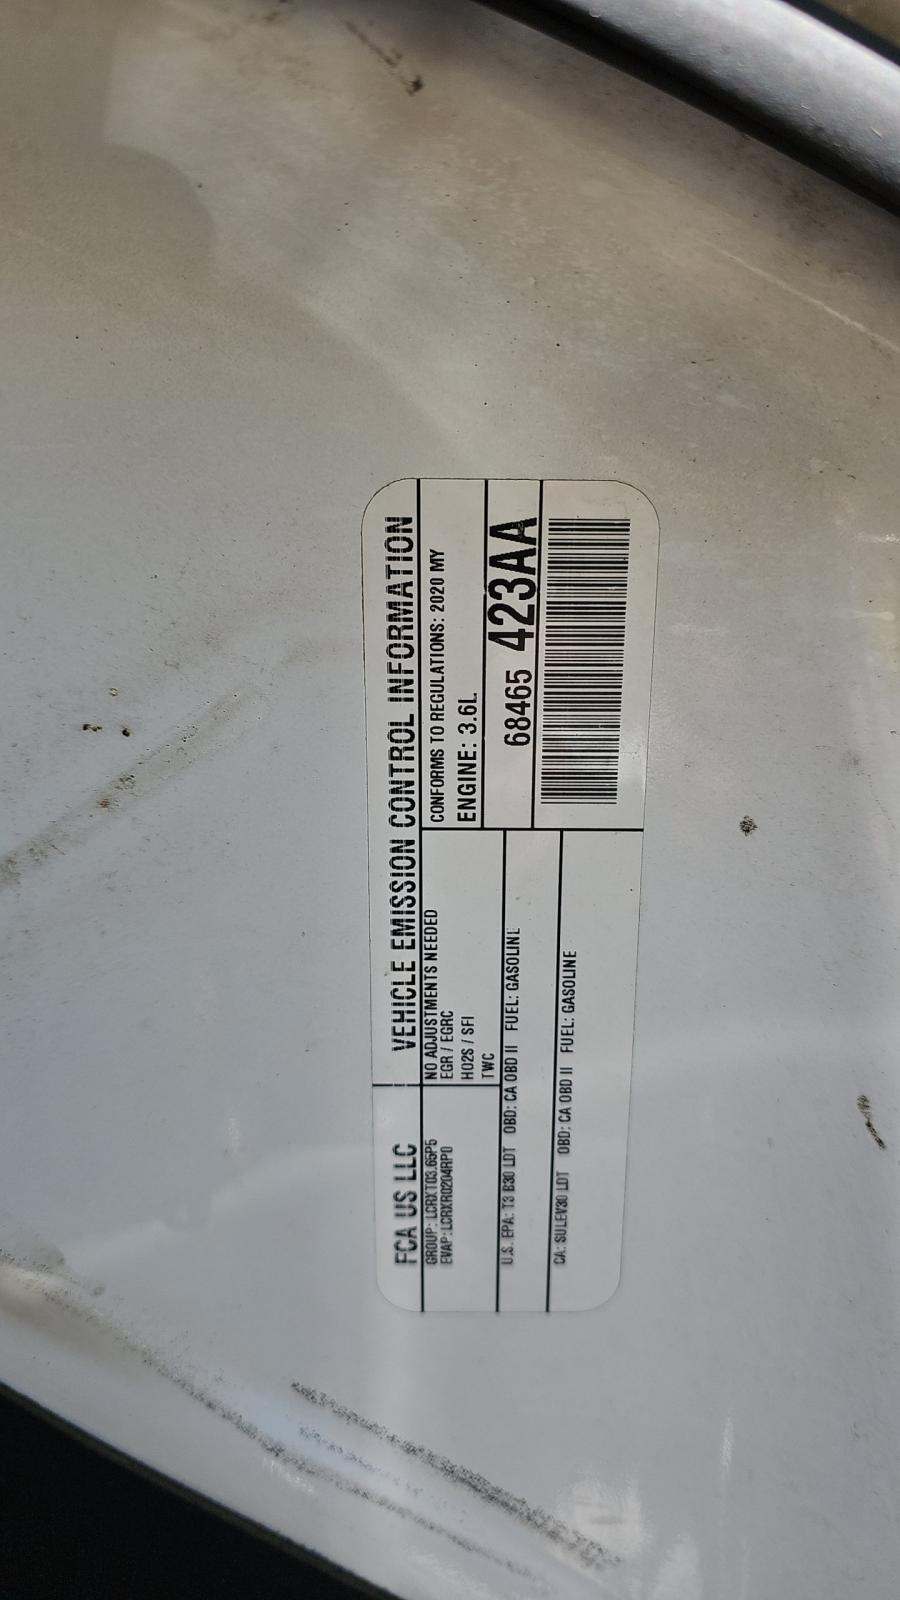 FCA US LLC
VEHICLE EMISSION CONTROL INFORMATION
GROUP: LCRXT03.65P5
EVAP: LCRXR0204RP0
NO ADJUSTMENTS NEEDED
EGR / EGRC
HO2S / SFI
TWC
CONFORMS TO REGULATIONS: 2020 MY
ENGINE: 3.6L
68465 423AA
U.S. EPA: T3 B30 LDT OBD: CA OBD II FUEL: GASOLINE
CA: SULEV30 LDT OBD: CA OBD II FUEL: GASOLINE